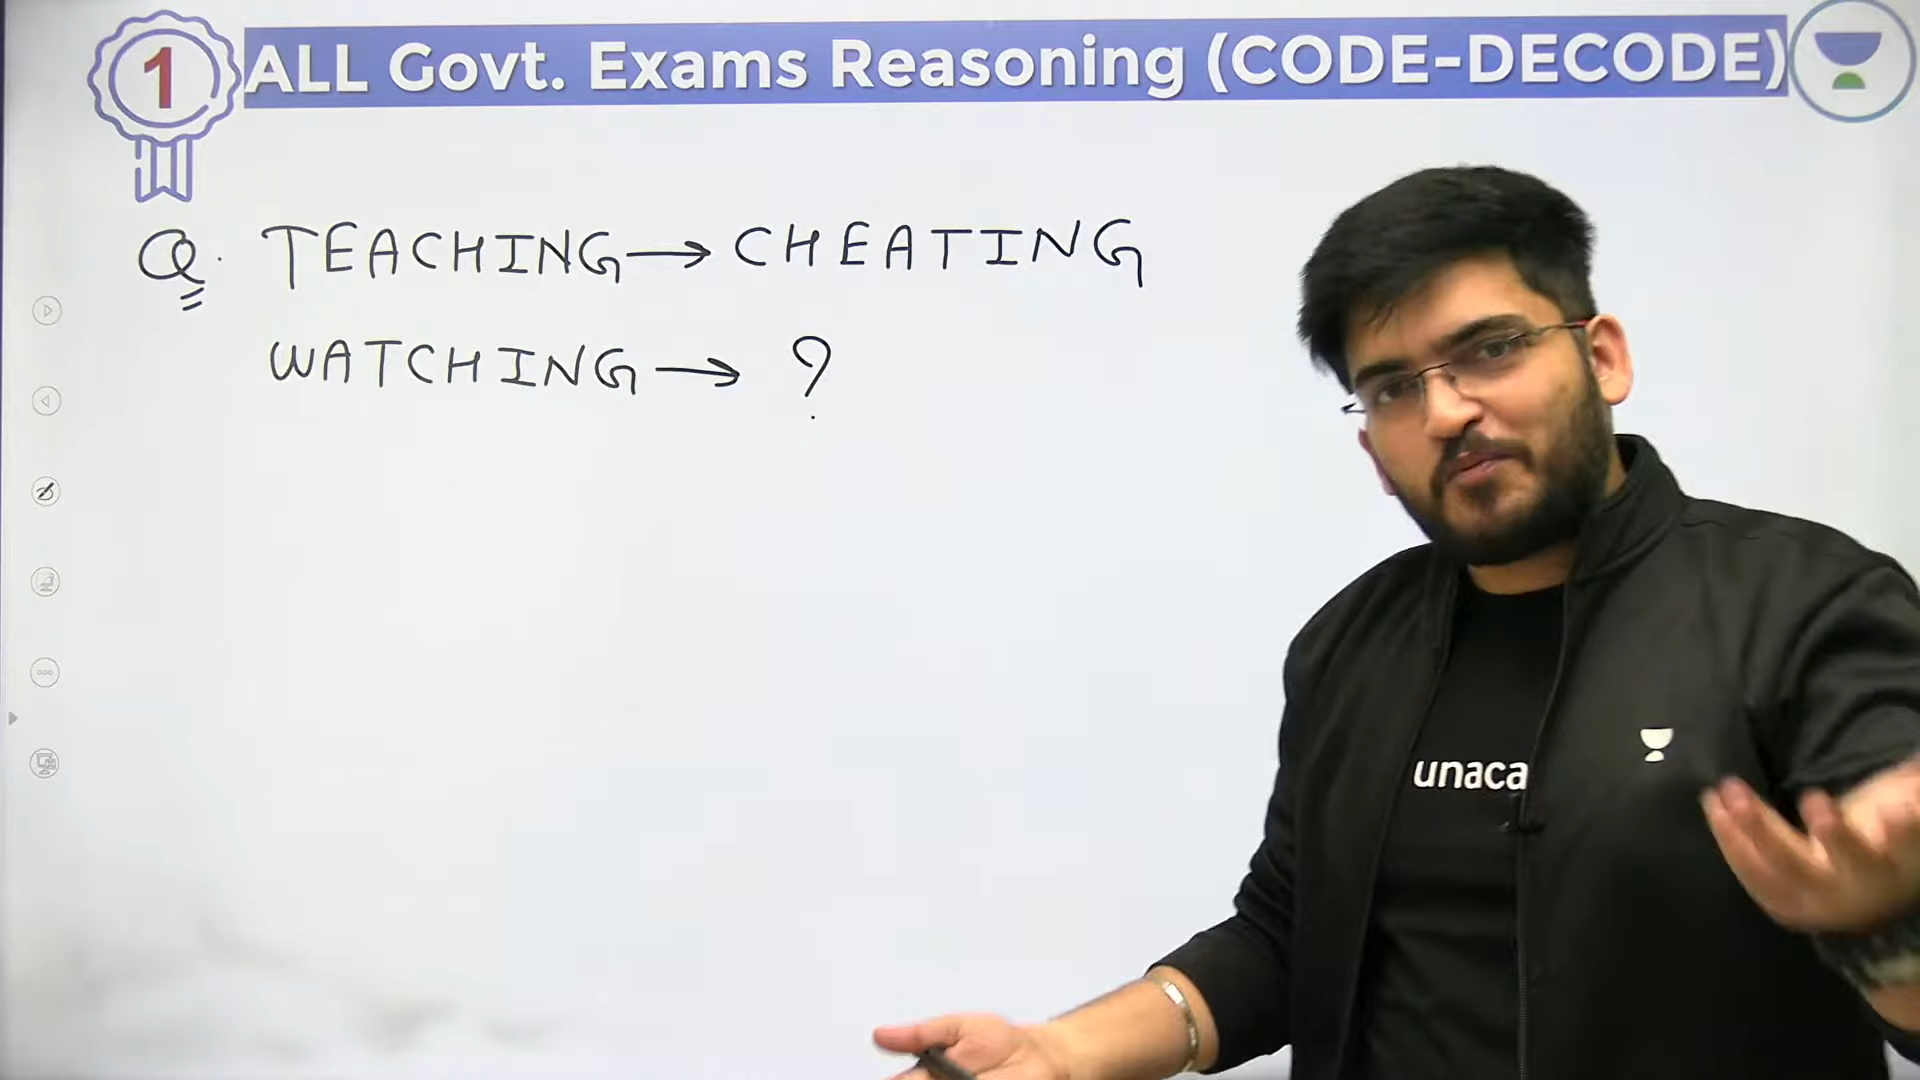 1 ALL Govt. Exams Reasoning (CODE-DECODE)
Q. TEACHING → CHEATING
WATCHING → ?
unaca